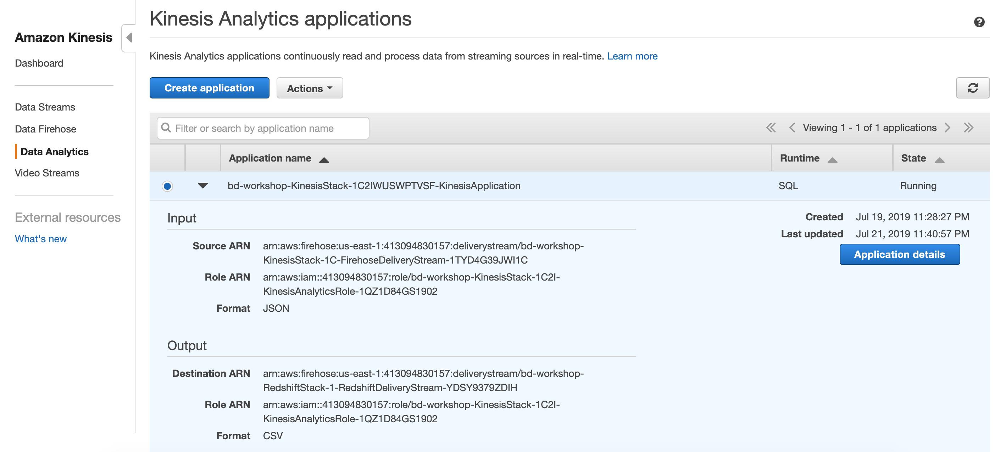 Amazon Kinesis
Dashboard
Data Streams
Data Firehose
Data Analytics
Video Streams
External resources
What's new
Kinesis Analytics applications
Kinesis Analytics applications continuously read and process data from streaming sources in real-time. Learn more
Create application Actions
Filter or search by application name
Viewing 1 - 1 of 1 applications
Application name Runtime State
bd-workshop-KinesisStack-1C2IWUSWPTVSF-KinesisApplication SQL Running
Input
Source ARN arn:aws:firehose:us-east-1:413094830157:deliverystream/bd-workshop-
KinesisStack-1C-FirehoseDeliveryStream-1TYD4G39JWI1C
Role ARN arn:aws:iam::413094830157:role/bd-workshop-KinesisStack-1C2I-
KinesisAnalyticsRole-1QZ1D84GS1902
Format JSON
Created Jul 19, 2019 11:28:27 PM
Last updated Jul 21, 2019 11:40:57 PM
Application details
Output
Destination ARN arn:aws:firehose:us-east-1:413094830157:deliverystream/bd-workshop-
RedshiftStack-1-RedshiftDeliveryStream-YDSY9379ZDIH
Role ARN arn:aws:iam::413094830157:role/bd-workshop-KinesisStack-1C2I-
KinesisAnalyticsRole-1QZ1D84GS1902
Format CSV